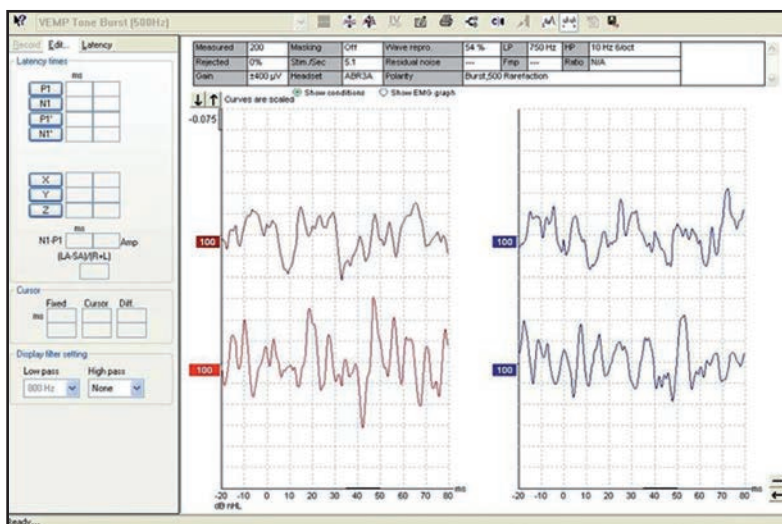 VEMP Tone Burst (500Hz)
Record Edit... Latency
Latency times
ms
P1
N1
P1'
N1'
X
Y
Z
ms
N1-P1 Amp
(LA-SA)/(R+L)
Cursor
Fixed Cursor Diff.
ms
Display filter setting
Low pass High pass
800 Hz None
Measured 200 Masking Off Wave repro. 54 % LP 750 Hz HP 10 Hz 6/oct
Rejected 0% Stim./Sec 5.1 Residual noise --- Fmp --- Ratio N/A
Gain ±400 µV Headset ABR3A Polarity Burst,500 Rarefaction
Curves are scaled Show conditions Show EMG graph
-0.075
100 100
100 100
ms ms
-20 -10 0 10 20 30 40 50 60 70 80 -20 -10 0 10 20 30 40 50 60 70 80
dB nHL
Ready...